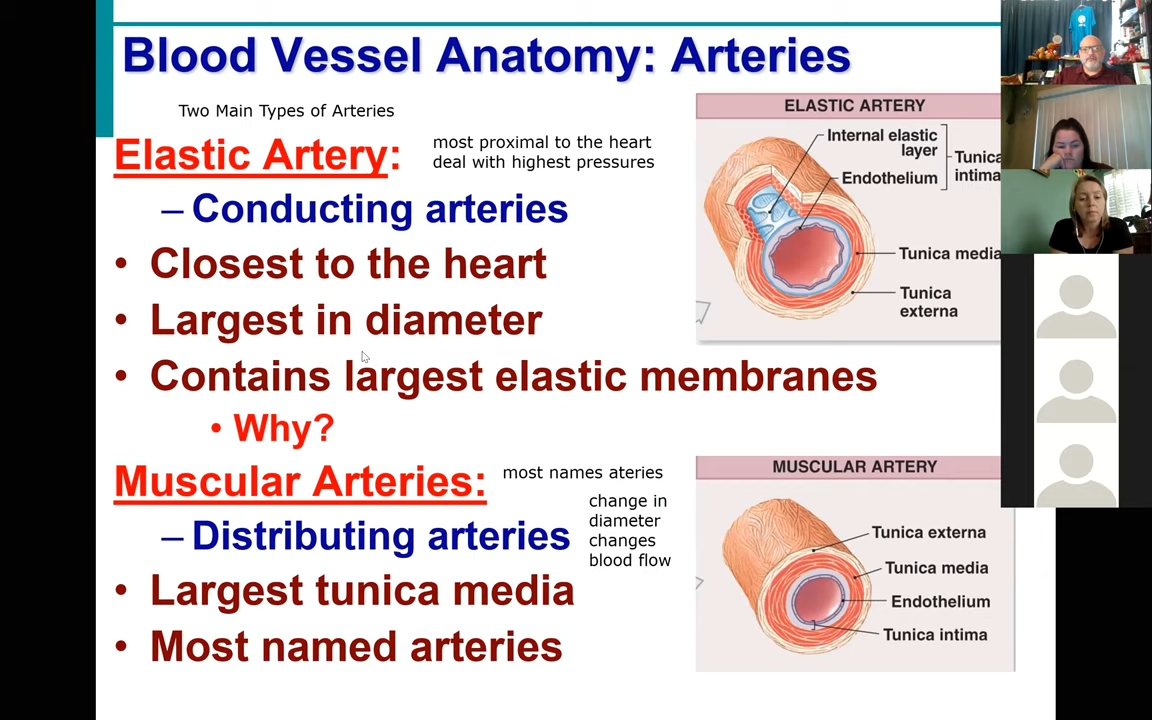 Blood Vessel Anatomy: Arteries
Two Main Types of Arteries
Elastic Artery:
most proximal to the heart
deal with highest pressures
– Conducting arteries
• Closest to the heart
• Largest in diameter
• Contains largest elastic membranes
• Why?
Muscular Arteries:
most names ateries
– Distributing arteries
change in
diameter
changes
blood flow
• Largest tunica media
• Most named arteries
ELASTIC ARTERY
Internal elastic
layer
Endothelium
Tunica
intima
Tunica media
Tunica
externa
MUSCULAR ARTERY
Tunica externa
Tunica media
Endothelium
Tunica intima